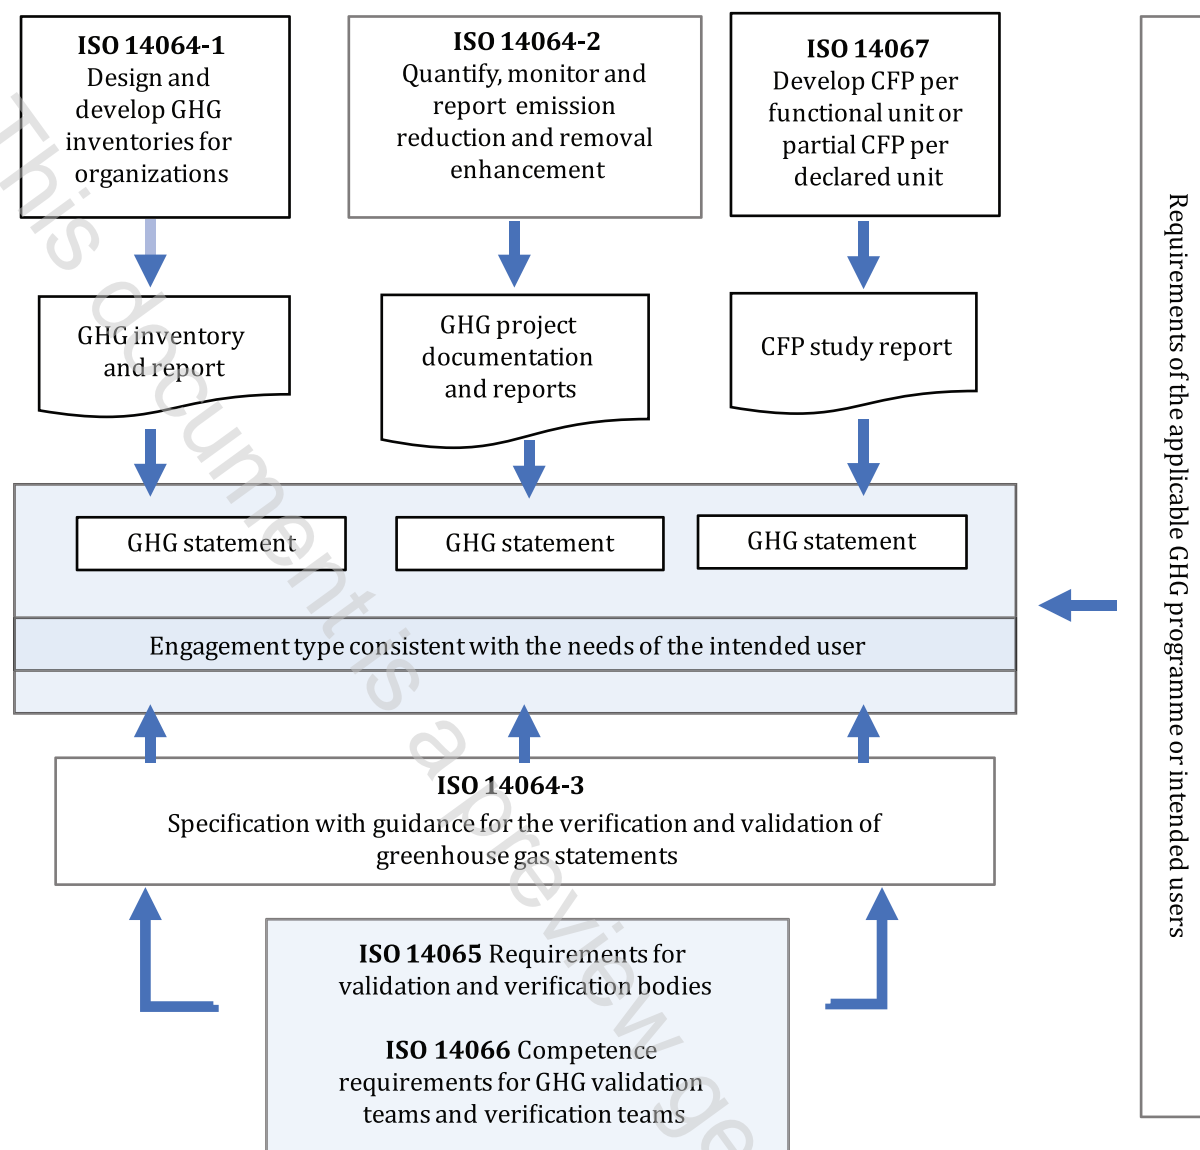 ISO 14064-1
Design and
develop GHG
inventories for
organizations
ISO 14064-2
Quantify, monitor and
report emission
reduction and removal
enhancement
ISO 14067
Develop CFP per
functional unit or
partial CFP per
declared unit
GHG inventory
and report
GHG project
documentation
and reports
CFP study report
GHG statement
GHG statement
GHG statement
Engagement type consistent with the needs of the intended user
ISO 14064-3
Specification with guidance for the verification and validation of
greenhouse gas statements
ISO 14065 Requirements for
validation and verification bodies
ISO 14066 Competence
requirements for GHG validation
teams and verification teams
Requirements of the applicable GHG programme or intended users
This document is a preview ge